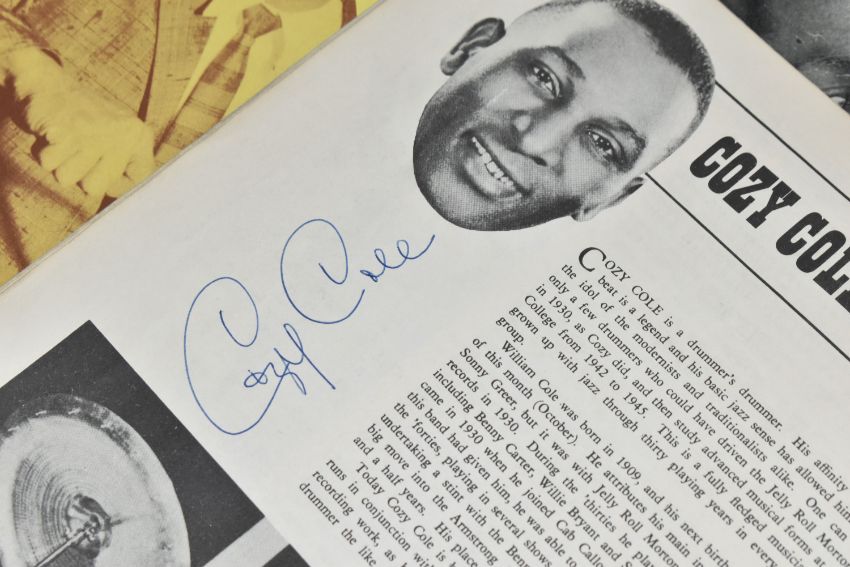 COZY COL
Cozy Cole
COZY COLE is a drummer's drummer. His affinity
beat is a legend and his basic jazz sense has allowed him
the idol of the modernists and traditionalists alike. One can
only a few drummers who could have driven the Jelly Roll Morton
in 1930, as Cozy did, and then study advanced musical forms at
College from 1942 to 1945. This is a fully fledged musician
grown up with jazz through thirty playing years in every
group.
William Cole was born in 1909, and his next birth
of this month (October). He attributes his main in
Sonny Greer, but it was with Jelly Roll Morton
records in 1930. During the thirties he play
including Benny Carter, Willie Bryant and S
came in 1930 when he joined Cab Callo
this band had given him, he was able to
the 'forties, playing in several shows
undertaking a stint with the Benn
big move into the Armstrong
and a half years. His place
Today Cozy Cole is
runs in conjunction wi
recording work, as
drummer the like